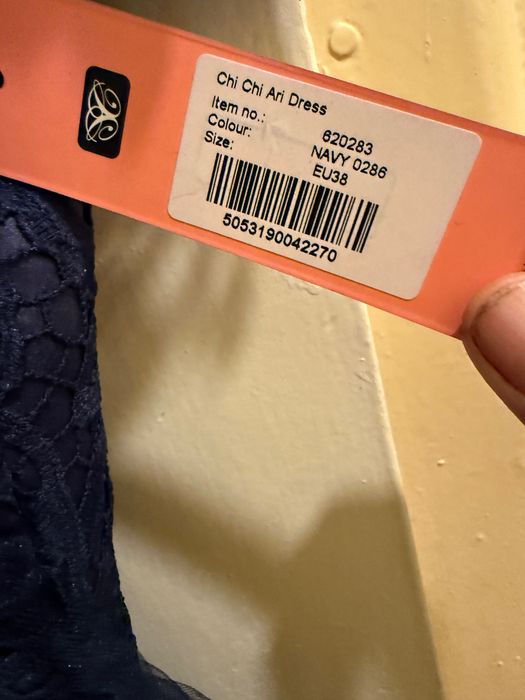 Chi Chi Ari Dress
Item no.: 620283
Colour: NAVY 0286
Size: EU38
5053190042270